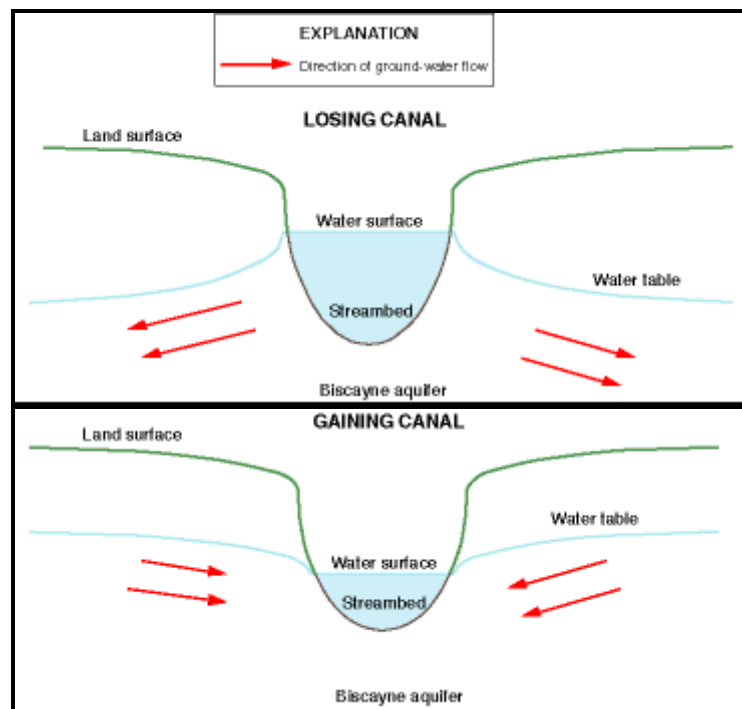 EXPLANATION
Direction of ground-water flow
LOSING CANAL
Land surface
Water surface
Water table
Streambed
Biscayne aquifer
GAINING CANAL
Land surface
Water table
Water surface
Streambed
Biscayne aquifer